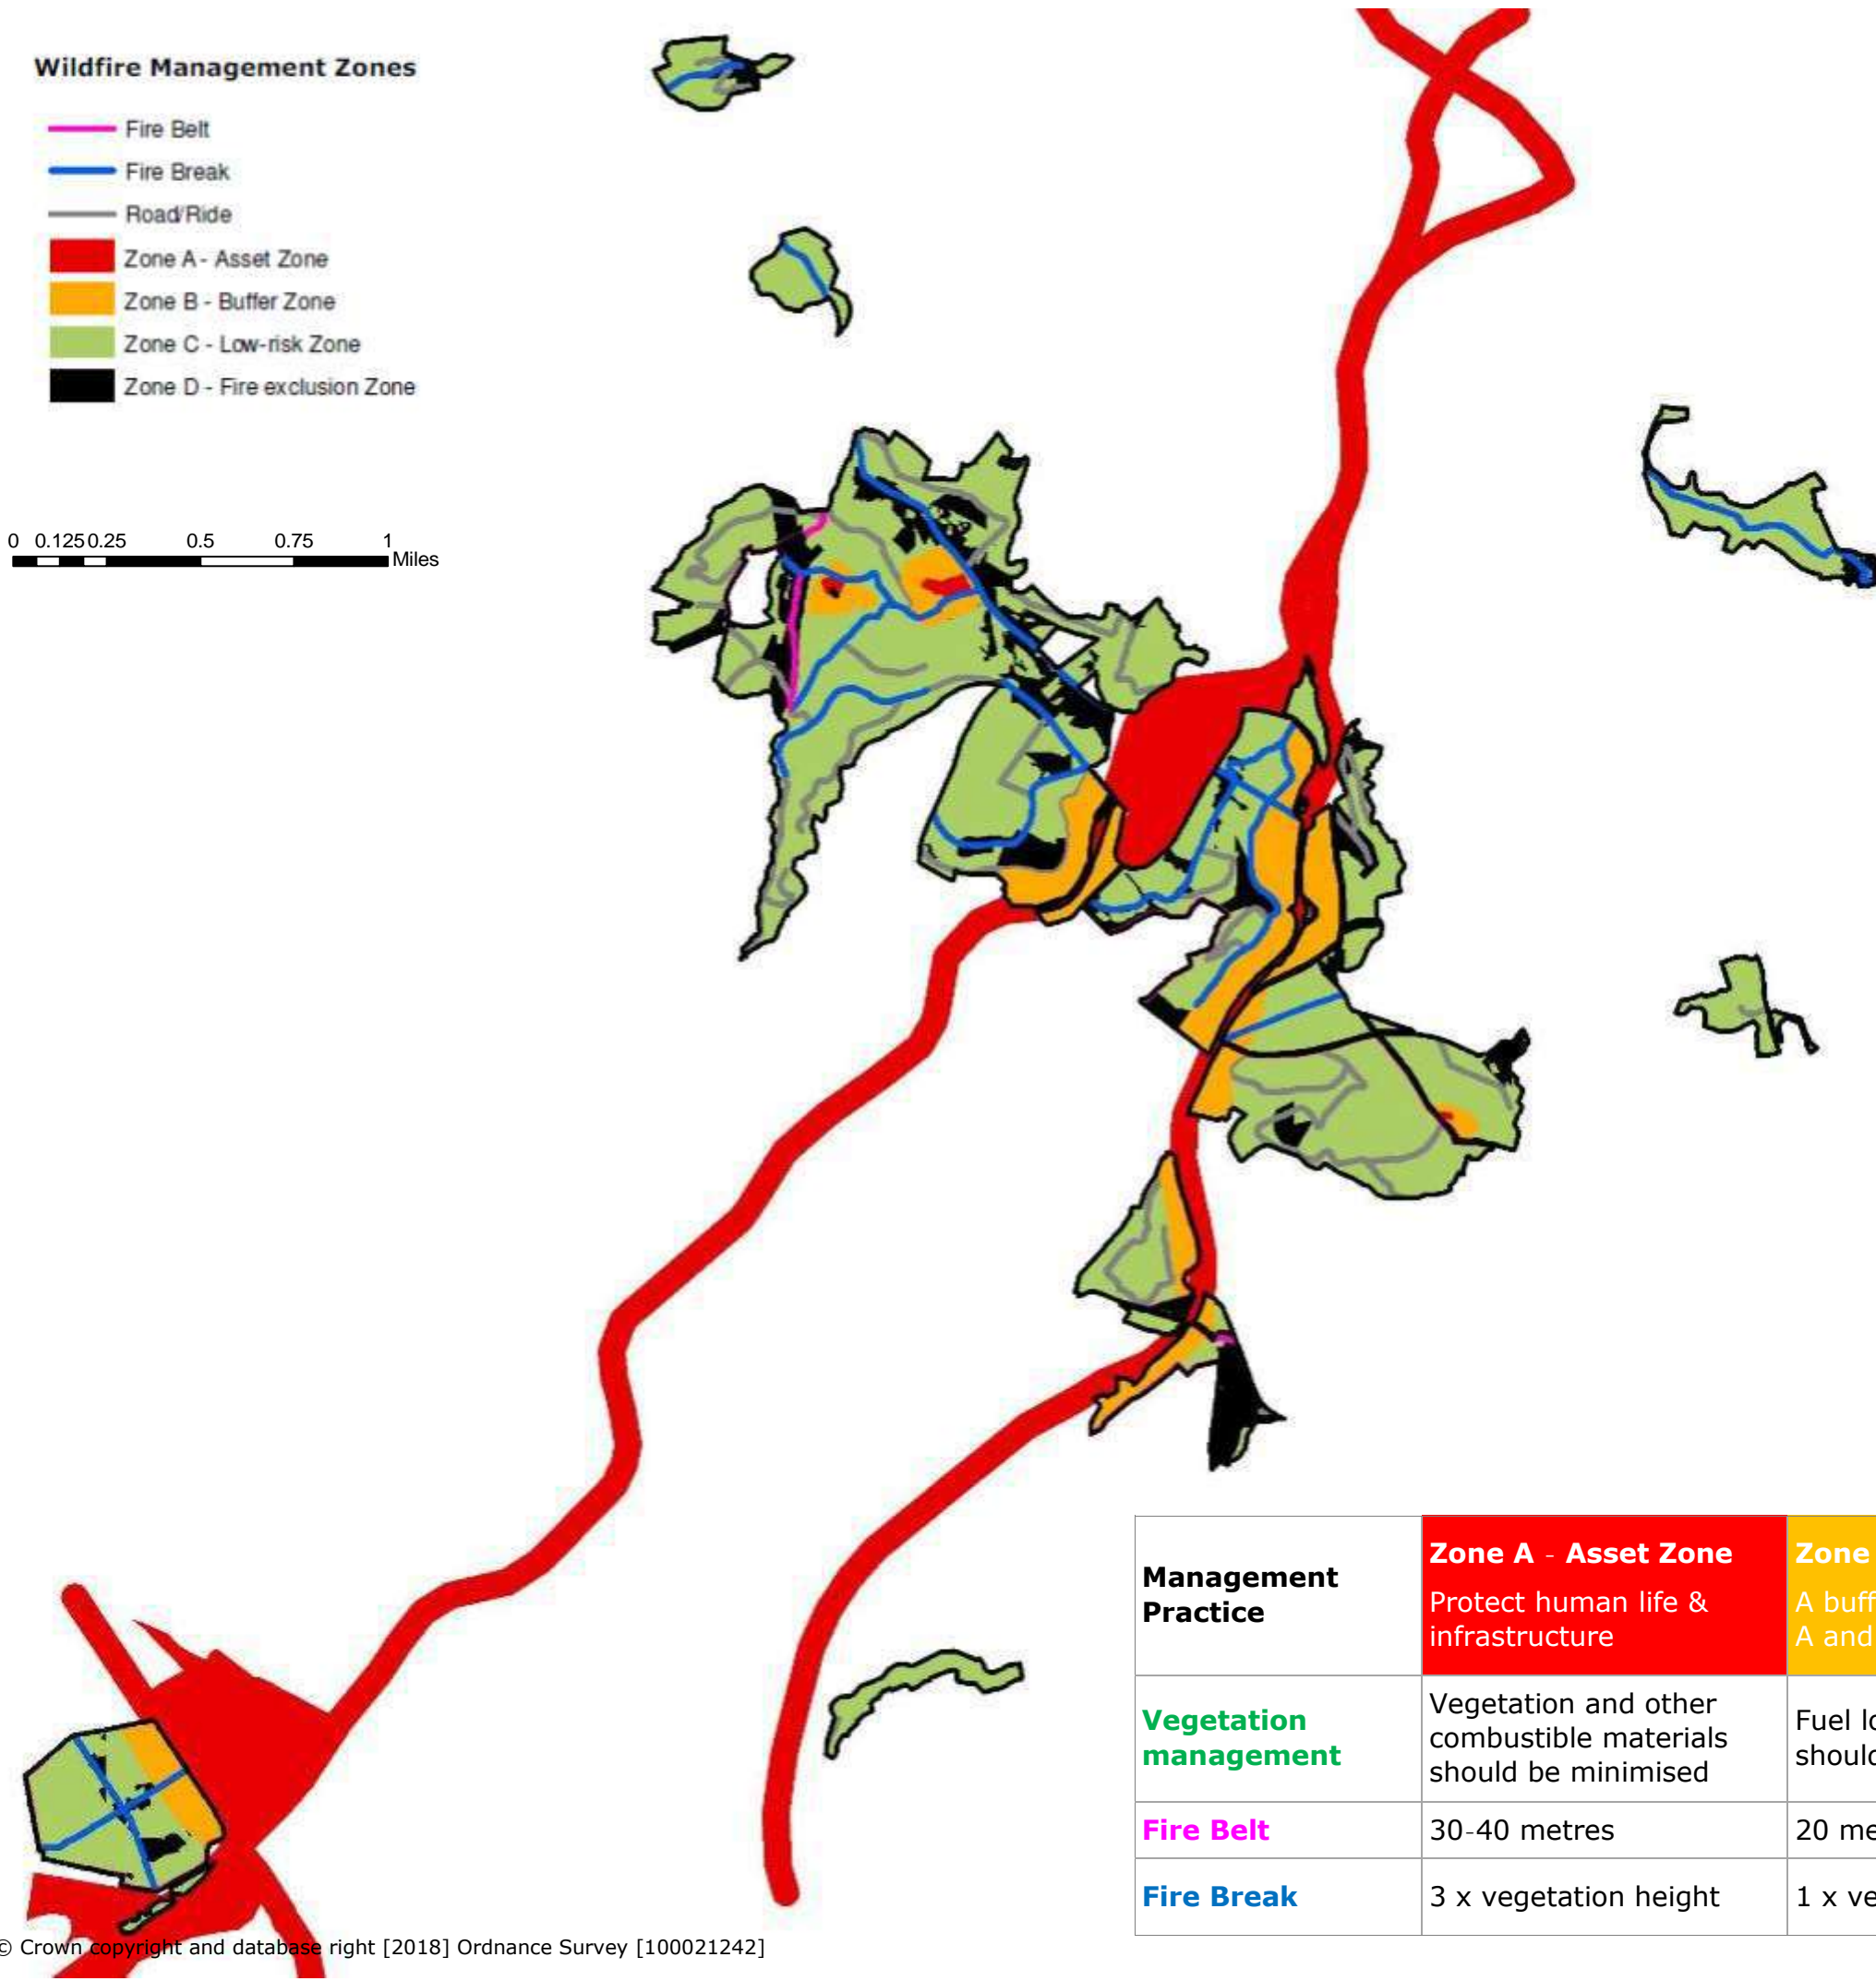 Wildfire Management Zones
Fire Belt
Fire Break
Road/Ride
Zone A - Asset Zone
Zone B - Buffer Zone
Zone C - Low-risk Zone
Zone D - Fire exclusion Zone
0 0.125 0.25 0.5 0.75 1
Miles
Management
Practice
Zone A - Asset Zone
Protect human life &
infrastructure
Zone
A buff
A and
Vegetation
management
Vegetation and other
combustible materials
should be minimised
Fuel lo
should
Fire Belt
30-40 metres
20 me
Fire Break
3 x vegetation height
1 x ve
© Crown copyright and database right [2018] Ordnance Survey [100021242]